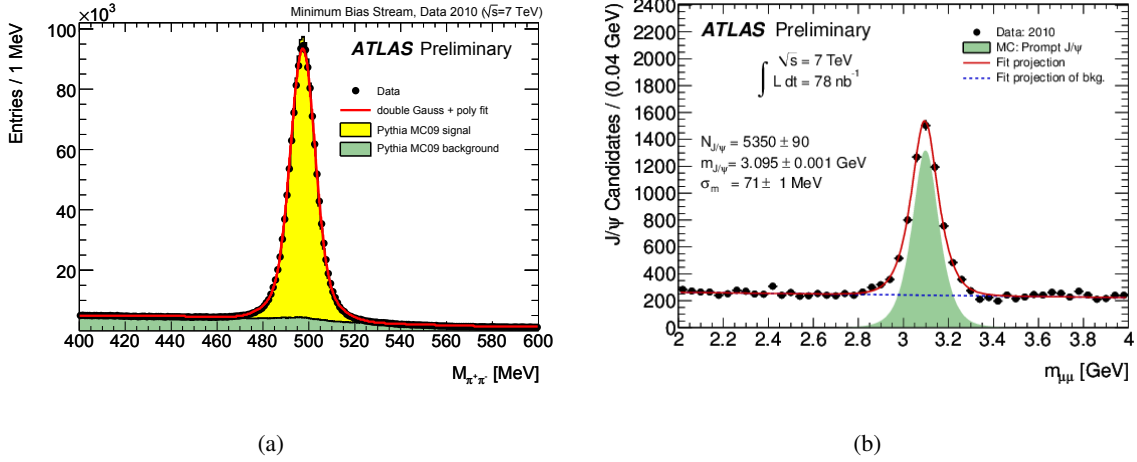 Minimum Bias Stream, Data 2010 (√s=7 TeV)
×10³
ATLAS Preliminary
Data
double Gauss + poly fit
Pythia MC09 signal
Pythia MC09 background
Entries / 1 MeV
100
80
60
40
20
400 420 440 460 480 500 520 540 560 580 600
M_π⁺π⁻ [MeV]
(a)
ATLAS Preliminary
√s = 7 TeV
∫ L dt = 78 nb⁻¹
Data: 2010
MC: Prompt J/ψ
Fit projection
Fit projection of bkg.
N_J/ψ = 5350 ± 90
m_J/ψ = 3.095 ± 0.001 GeV
σ_m = 71 ± 1 MeV
J/ψ Candidates / (0.04 GeV)
2400
2200
2000
1800
1600
1400
1200
1000
800
600
400
200
0
2 2.2 2.4 2.6 2.8 3 3.2 3.4 3.6 3.8 4
m_μμ [GeV]
(b)